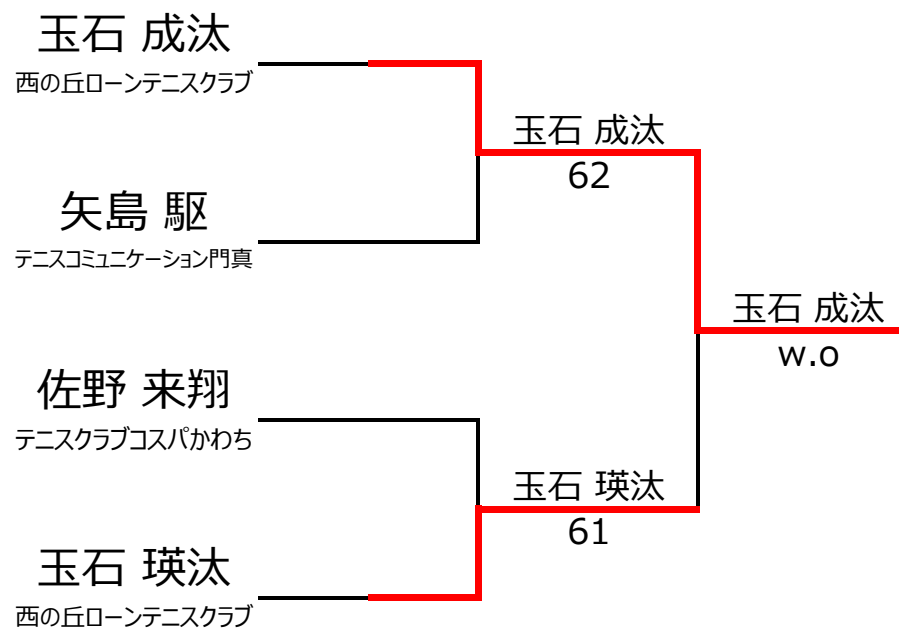 玉石 成汰
西の丘ローンテニスクラブ
玉石 成汰
62
矢島 駆
テニスコミュニケーション門真
玉石 成汰
w.o
佐野 来翔
テニスクラブコスパかわち
玉石 瑛汰
61
玉石 瑛汰
西の丘ローンテニスクラブ